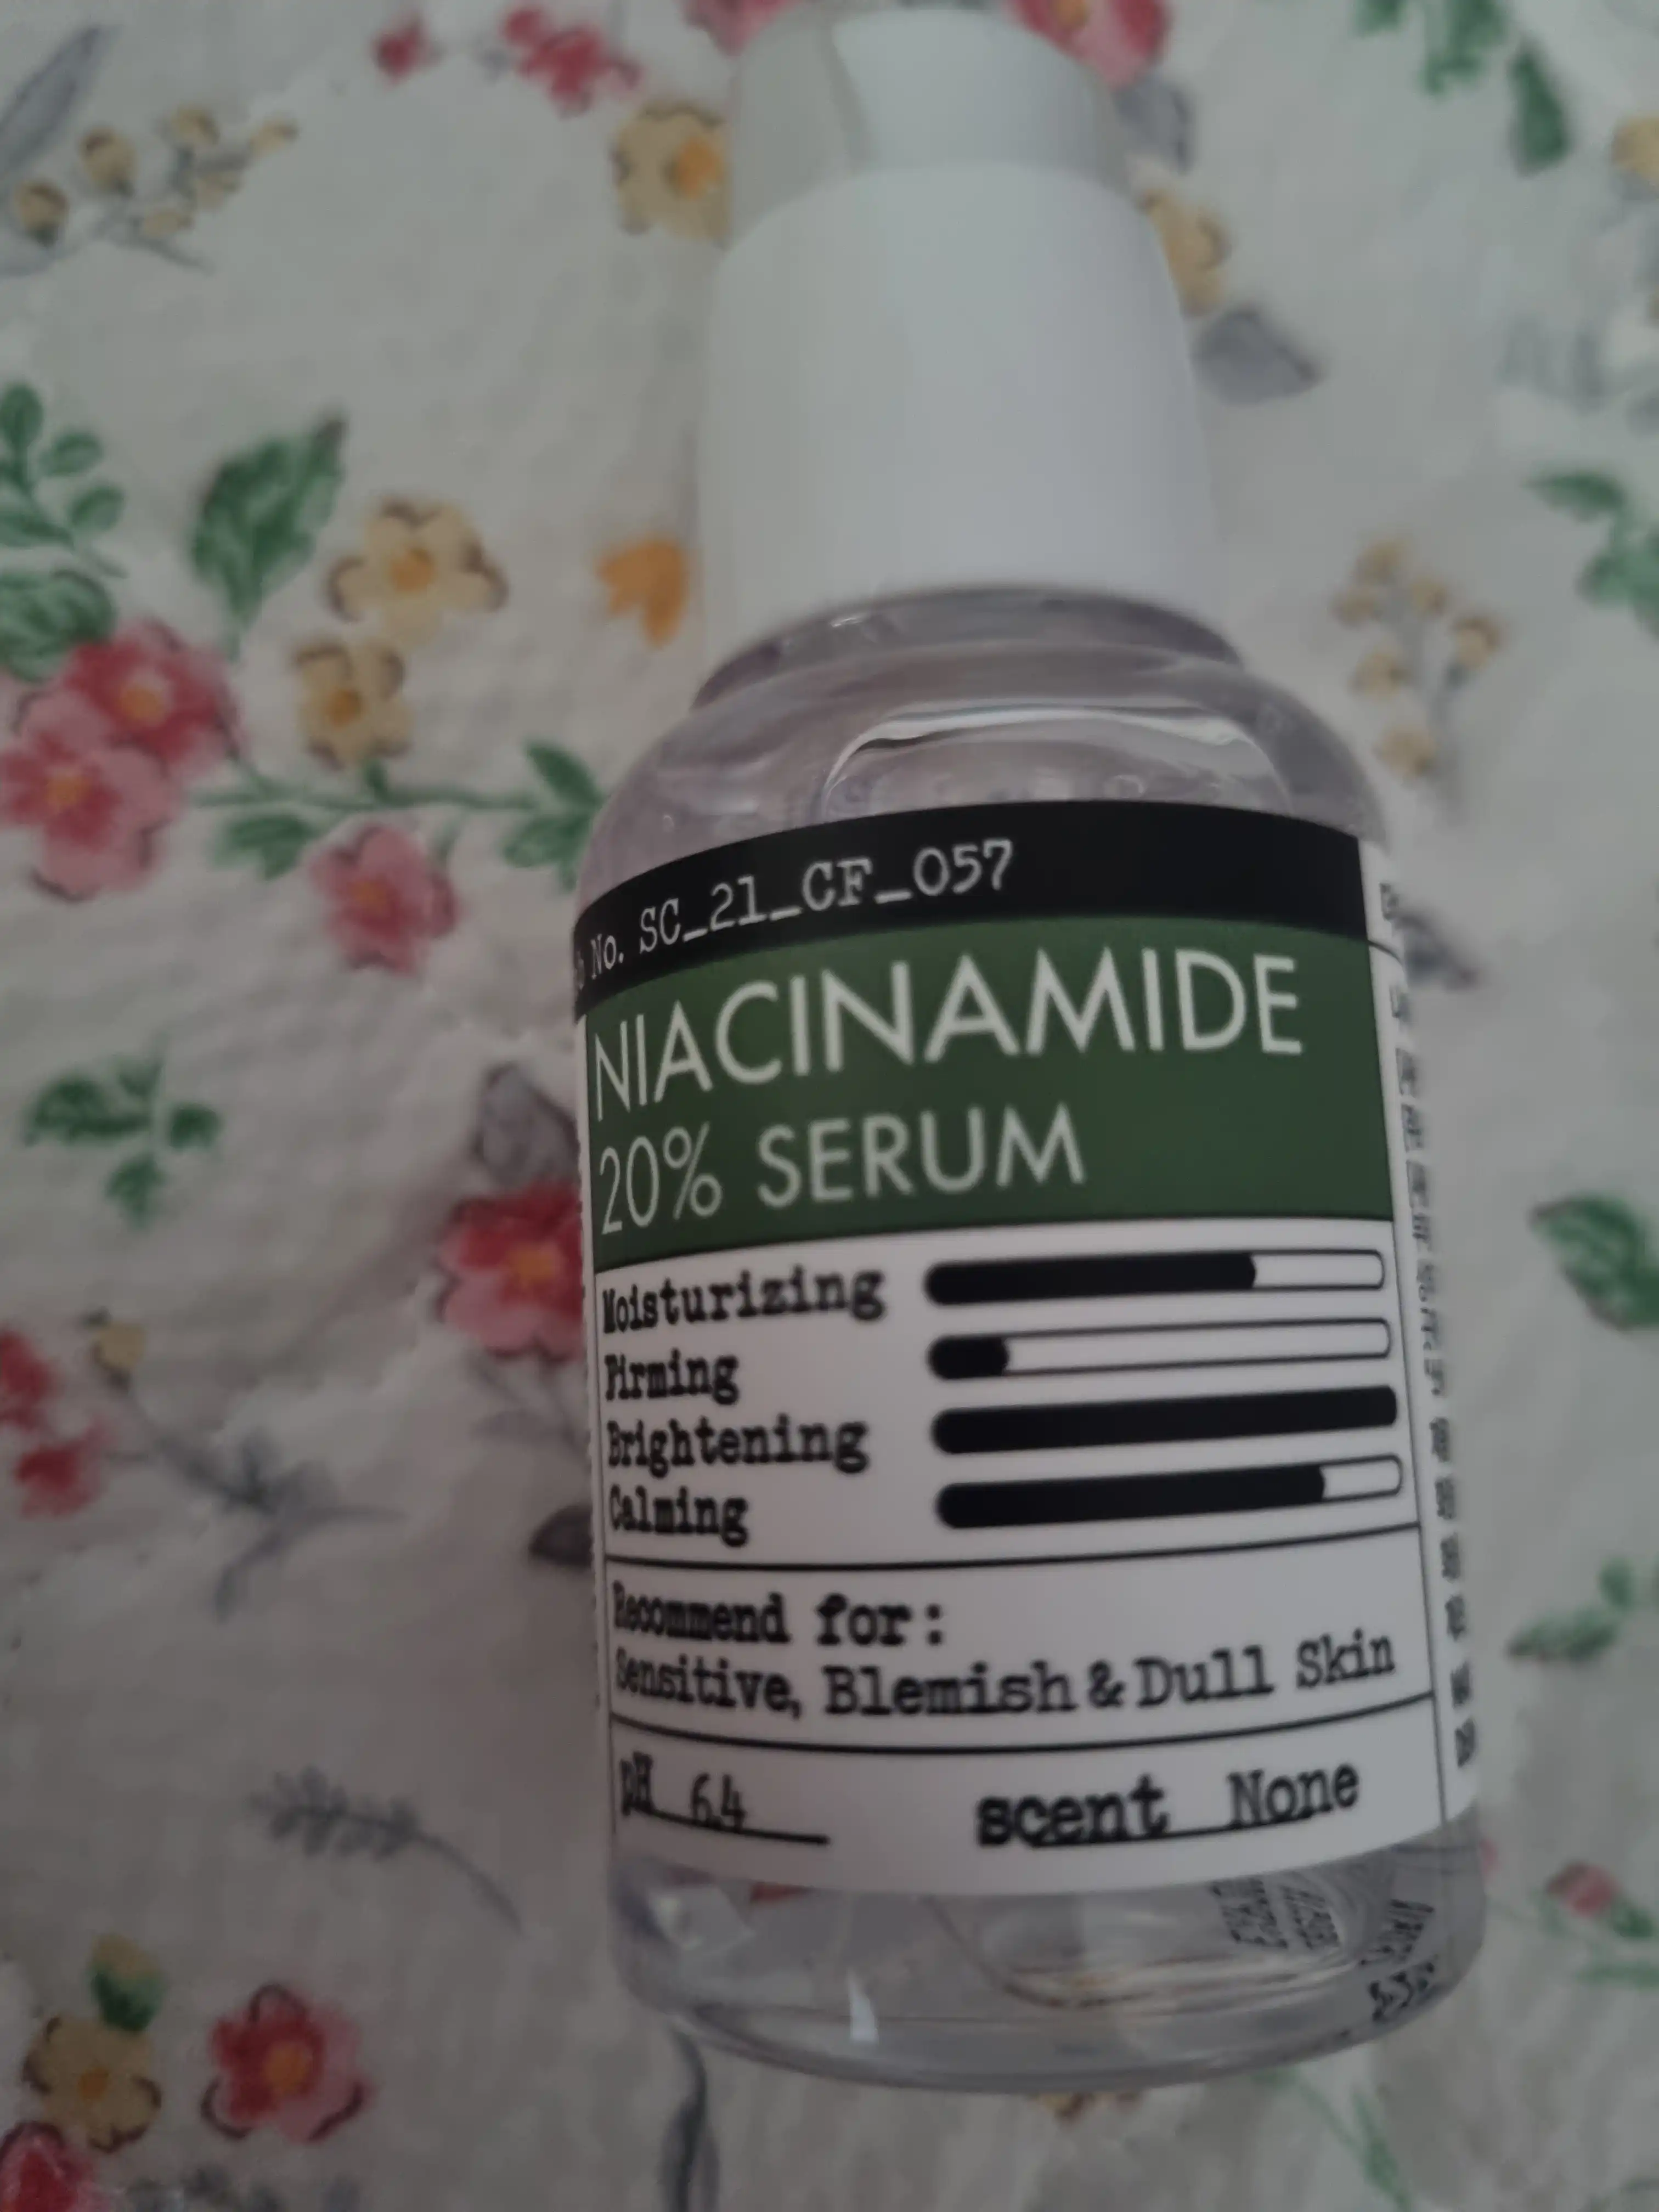 No. SC_21_CF_057
NIACINAMIDE
20% SERUM
Moisturizing
Firming
Brightening
Calming
Recommend for:
Sensitive, Blemish & Dull Skin
pH 6.4
scent None